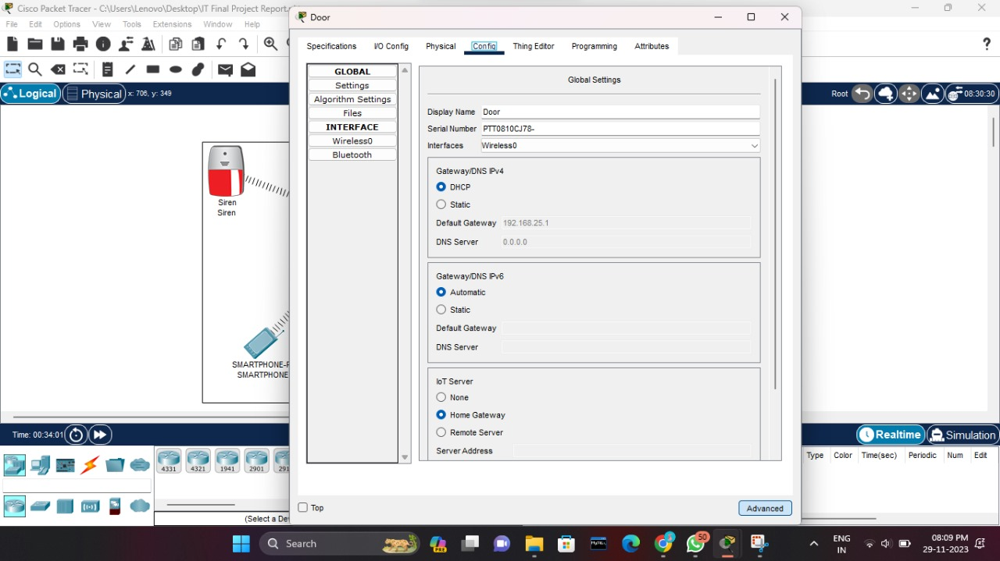 Cisco Packet Tracer - C:\Users\Lenovo\Desktop\IT Final Project Report.
File Edit Options View Tools Extensions Window Help
Logical Physical x: 706, y: 349
Root 08:30:30
Siren
Siren
SMARTPHONE-
SMARTPHONE
Door
Specifications I/O Config Physical Config Thing Editor Programming Attributes
GLOBAL
Settings
Algorithm Settings
Files
INTERFACE
Wireless0
Bluetooth
Global Settings
Display Name Door
Serial Number PTT0810CJ78-
Interfaces Wireless0
Gateway/DNS IPv4
DHCP
Static
Default Gateway 192.168.25.1
DNS Server 0.0.0.0
Gateway/DNS IPv6
Automatic
Static
Default Gateway
DNS Server
IoT Server
None
Home Gateway
Remote Server
Server Address
Top Advanced
Time: 00:34:01
Realtime Simulation
4331 4321 1941 2901 291
(Select a De
Type Color Time(sec) Periodic Num Edit
Search
PRE
50
ENG
IN
08:09 PM
29-11-2023